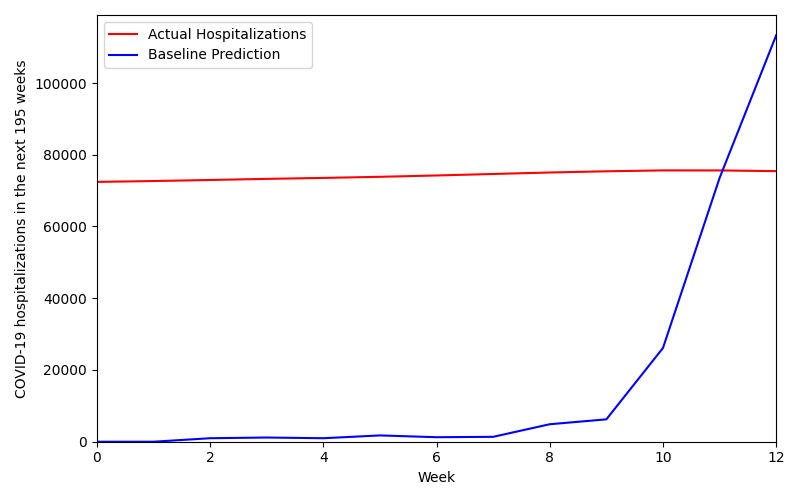 Actual Hospitalizations
Baseline Prediction
COVID-19 hospitalizations in the next 195 weeks
100000
80000
60000
40000
20000
0
0 2 4 6 8 10 12
Week